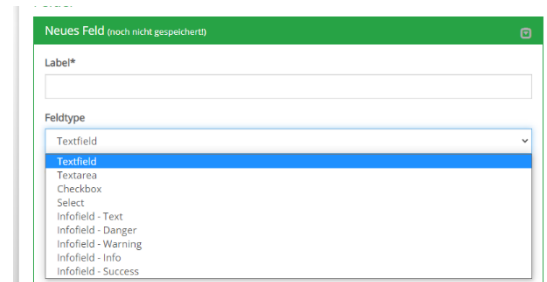 Neues Feld (noch nicht gespeichert!)
Label*
Feldtype
Textfield
Textfield
Textarea
Checkbox
Select
Infofield - Text
Infofield - Danger
Infofield - Warning
Infofield - Info
Infofield - Success